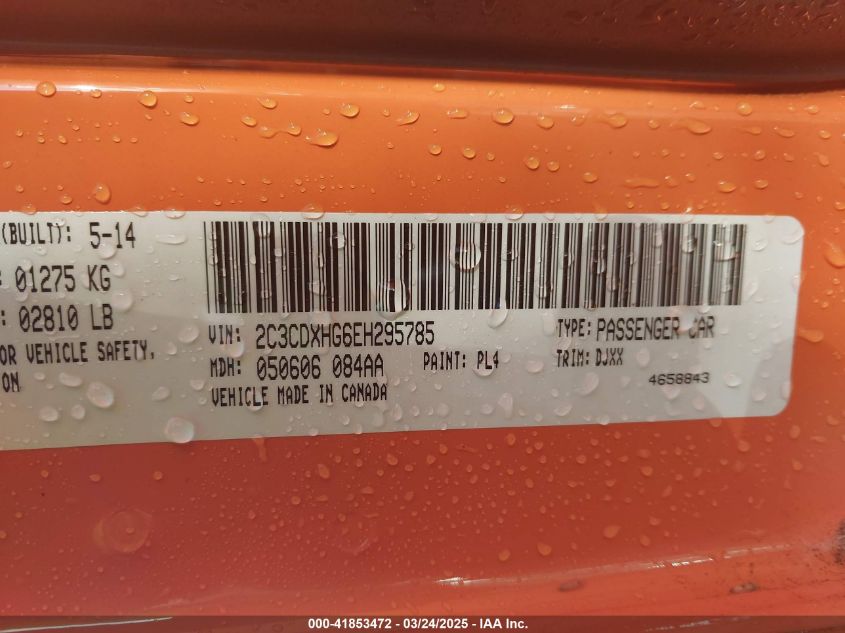 (BUILT): 5-14
: 01275 KG
: 02810 LB
OR VEHICLE SAFETY,
ON
VIN: 2C3CDXHG6EH295785
TYPE: PASSENGER CAR
MDH: 050606 084AA
PAINT: PL4
TRIM: DJXX
VEHICLE MADE IN CANADA
4658843
000-41853472 - 03/24/2025 - IAA Inc.